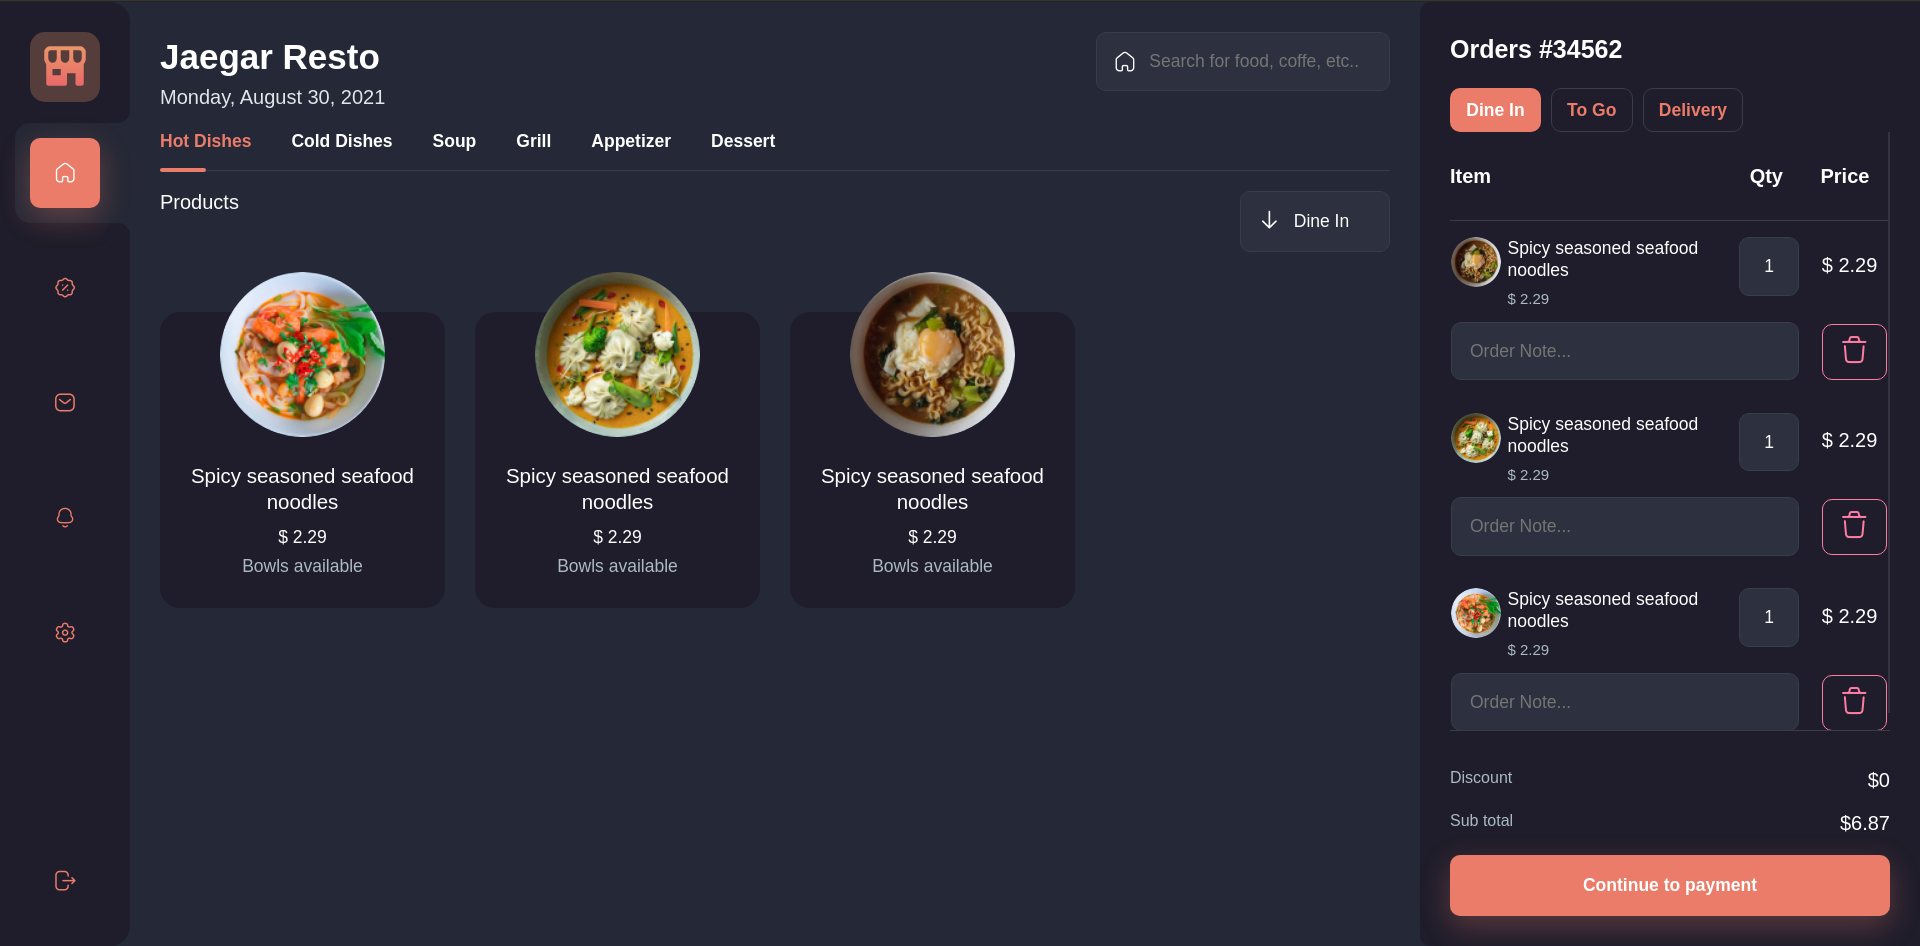 Jaegar Resto
Monday, August 30, 2021
Search for food, coffe, etc..
Hot Dishes
Cold Dishes
Soup
Grill
Appetizer
Dessert
Products
Dine In
Spicy seasoned seafood
noodles
$ 2.29
Bowls available
Spicy seasoned seafood
noodles
$ 2.29
Bowls available
Spicy seasoned seafood
noodles
$ 2.29
Bowls available
Orders #34562
Dine In
To Go
Delivery
Item
Qty
Price
Spicy seasoned seafood
noodles
$ 2.29
1
$ 2.29
Order Note...
Spicy seasoned seafood
noodles
$ 2.29
1
$ 2.29
Order Note...
Spicy seasoned seafood
noodles
$ 2.29
1
$ 2.29
Order Note...
Discount
$0
Sub total
$6.87
Continue to payment